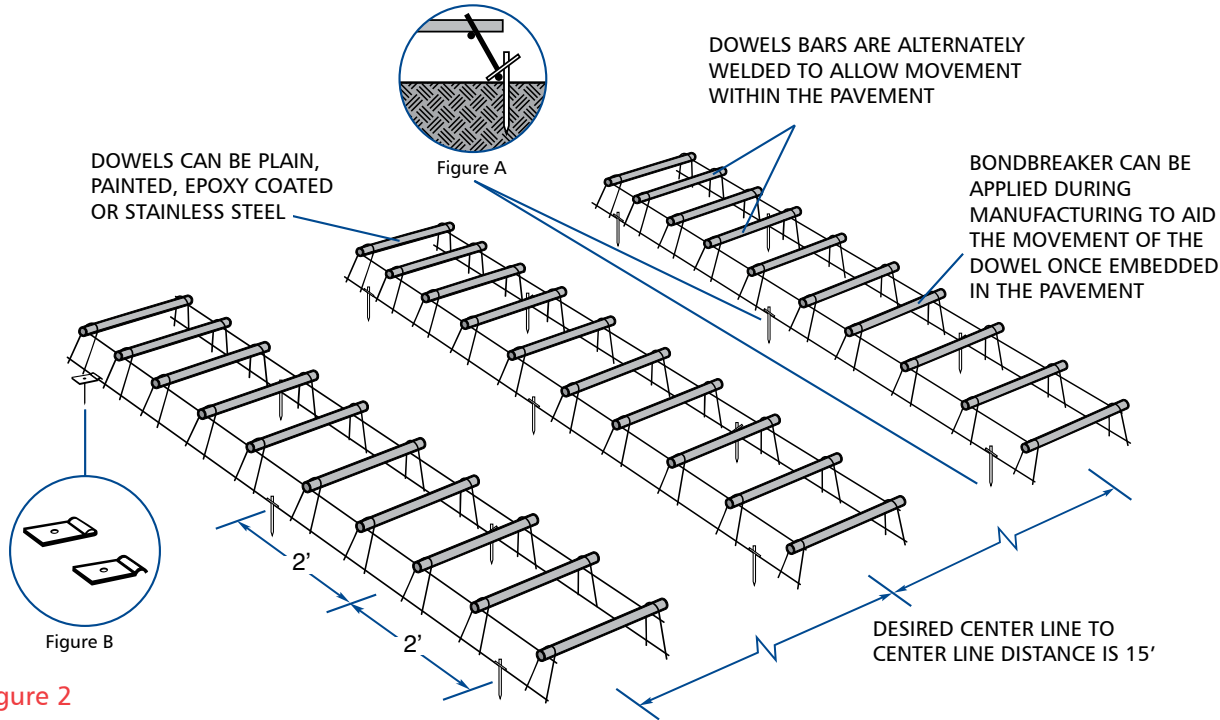 DOWELS BARS ARE ALTERNATELY
WELDED TO ALLOW MOVEMENT
WITHIN THE PAVEMENT
Figure A
DOWELS CAN BE PLAIN,
PAINTED, EPOXY COATED
OR STAINLESS STEEL
BONDBREAKER CAN BE
APPLIED DURING
MANUFACTURING TO AID
THE MOVEMENT OF THE
DOWEL ONCE EMBEDDED
IN THE PAVEMENT
2'
2'
Figure B
DESIRED CENTER LINE TO
CENTER LINE DISTANCE IS 15'
gure 2